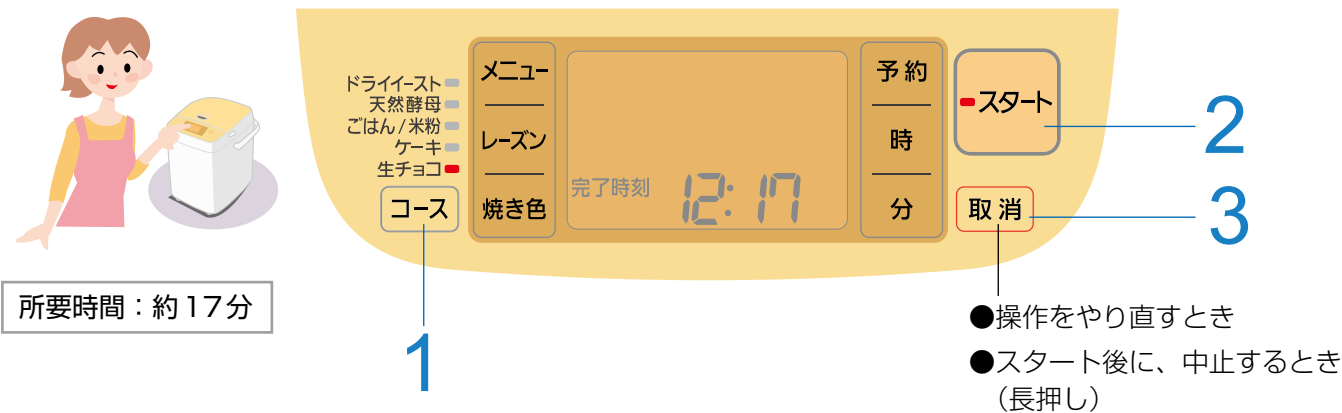 ドライイースト
天然酵母
ごはん/米粉
ケーキ
生チョコ
コース
メニュー
レーズン
焼き色
完了時刻 12:17
予約
時
分
スタート
取消
1
2
3
所要時間：約17分
●操作をやり直すとき
●スタート後に、中止するとき
（長押し）